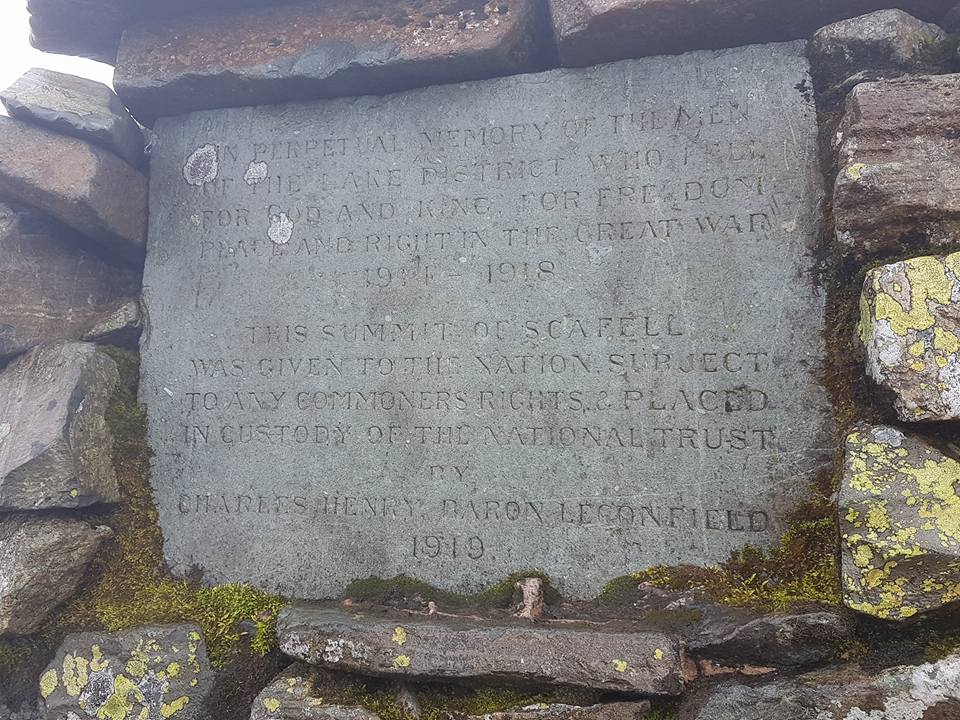 IN PERPETUAL MEMORY OF THE MEN
OF THE LAKE DISTRICT WHO FELL
FOR GOD AND KING, FOR FREEDOM
PEACE AND RIGHT IN THE GREAT WAR
1914 – 1918
THIS SUMMIT OF SCAFELL
WAS GIVEN TO THE NATION, SUBJECT
TO ANY COMMONERS RIGHTS, & PLACED
IN CUSTODY OF THE NATIONAL TRUST
BY
CHARLES HENRY BARON LECONFIELD
1919